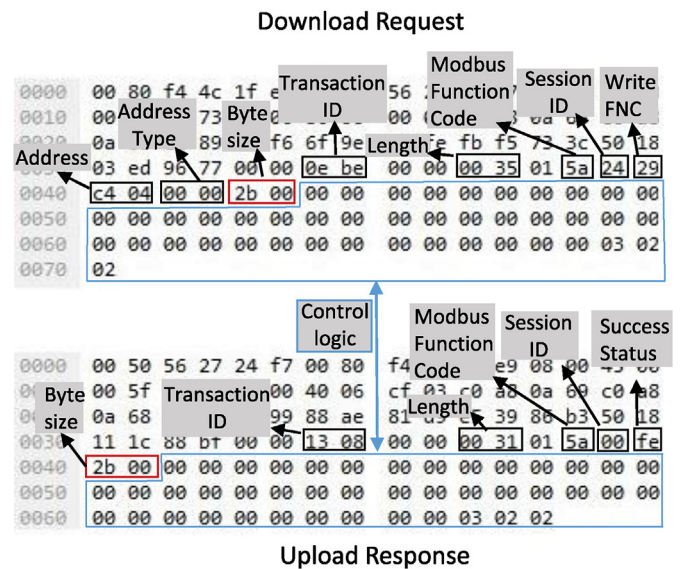 Download Request
0000 00 80 f4 4c 1f 56
Transaction ID
Modbus Function Code
Session ID
Write FNC
0010 00 73 00
Address Type
Byte size
0a 89 f6 6f 9e fb f5 73 3c 50 18
Length
Address
03 ed 96 77 00 00 0e be 00 00 00 35 01 5a 24 29
0040 c4 04 00 00 2b 00 00 00 00 00 00 00 00 00 00 00
0050 00 00 00 00 00 00 00 00 00 00 00 00 00 00 00 00
0060 00 00 00 00 00 00 00 00 00 00 00 00 00 00 03 02
0070 02
Control logic
Modbus Function Code
Session ID
Success Status
0000 00 50 56 27 24 f7 00 80 f4 e9 08 00 45 00
Byte size
00 5f 00 40 06 cf 03 c0 a8 0a 69 c0 a8
Transaction ID
Length
0a 68 99 88 ae 81 39 86 b3 50 18
0030 11 1c 88 bf 00 00 13 08 00 00 00 31 01 5a 00 fe
0040 2b 00 00 00 00 00 00 00 00 00 00 00 00 00 00 00
0050 00 00 00 00 00 00 00 00 00 00 00 00 00 00 00 00
0060 00 00 00 00 00 00 00 00 00 00 03 02 02
Upload Response